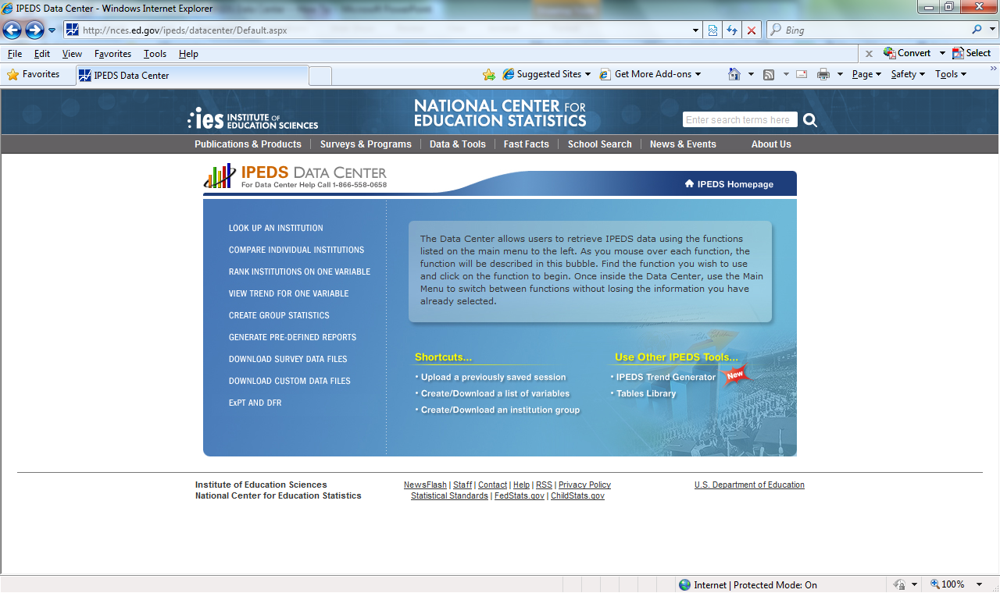 IPEDS Data Center - Windows Internet Explorer
http://nces.ed.gov/ipeds/datacenter/Default.aspx
Bing
File Edit View Favorites Tools Help
Convert Select
Favorites
IPEDS Data Center
Suggested Sites
Get More Add-ons
Page Safety Tools
ies INSTITUTE OF
EDUCATION SCIENCES
NATIONAL CENTER FOR
EDUCATION STATISTICS
Enter search terms here
Publications & Products
Surveys & Programs
Data & Tools
Fast Facts
School Search
News & Events
About Us
IPEDS DATA CENTER
For Data Center Help Call 1-866-558-0658
IPEDS Homepage
LOOK UP AN INSTITUTION
COMPARE INDIVIDUAL INSTITUTIONS
RANK INSTITUTIONS ON ONE VARIABLE
VIEW TREND FOR ONE VARIABLE
CREATE GROUP STATISTICS
GENERATE PRE-DEFINED REPORTS
DOWNLOAD SURVEY DATA FILES
DOWNLOAD CUSTOM DATA FILES
ExPT AND DFR
The Data Center allows users to retrieve IPEDS data using the functions
listed on the main menu to the left. As you mouse over each function, the
function will be described in this bubble. Find the function you wish to use
and click on the function to begin. Once inside the Data Center, use the Main
Menu to switch between functions without losing the information you have
already selected.
Shortcuts...
• Upload a previously saved session
• Create/Download a list of variables
• Create/Download an institution group
Use Other IPEDS Tools...
• IPEDS Trend Generator New
• Tables Library
Institute of Education Sciences
National Center for Education Statistics
NewsFlash | Staff | Contact | Help | RSS | Privacy Policy
Statistical Standards | FedStats.gov | ChildStats.gov
U.S. Department of Education
Internet | Protected Mode: On
100%